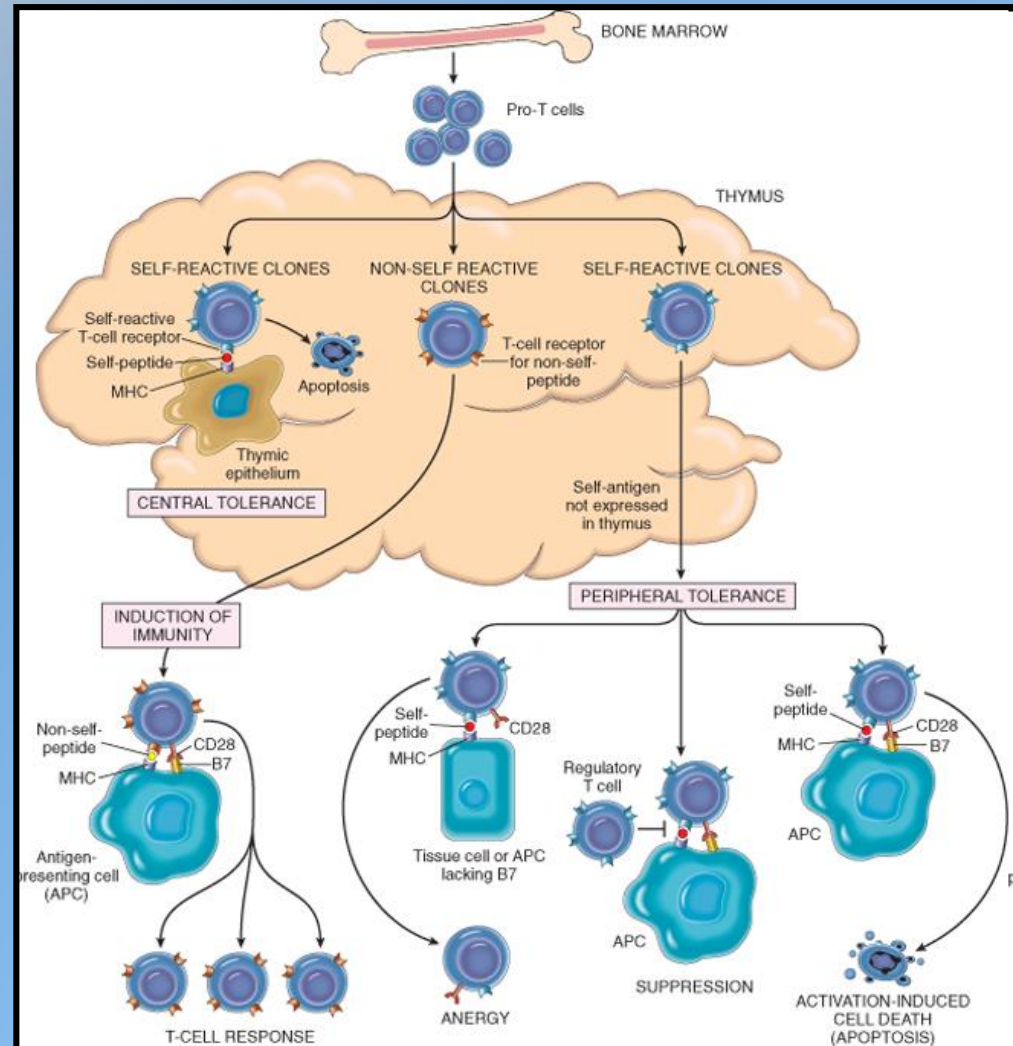 BONE MARROW
Pro-T cells
THYMUS
SELF-REACTIVE CLONES
NON-SELF REACTIVE
CLONES
SELF-REACTIVE CLONES
Self-reactive
T-cell receptor
Self-peptide
MHC
Apoptosis
T-cell receptor
for non-self-
peptide
Thymic
epithelium
CENTRAL TOLERANCE
Self-antigen
not expressed
in thymus
INDUCTION OF
IMMUNITY
PERIPHERAL TOLERANCE
Non-self-
peptide
MHC
CD28
B7
Antigen-
presenting cell
(APC)
T-CELL RESPONSE
Self-
peptide
MHC
CD28
Tissue cell or APC
lacking B7
ANERGY
Regulatory
T cell
APC
SUPPRESSION
Self-
peptide
MHC
CD28
B7
APC
ACTIVATION-INDUCED
CELL DEATH
(APOPTOSIS)